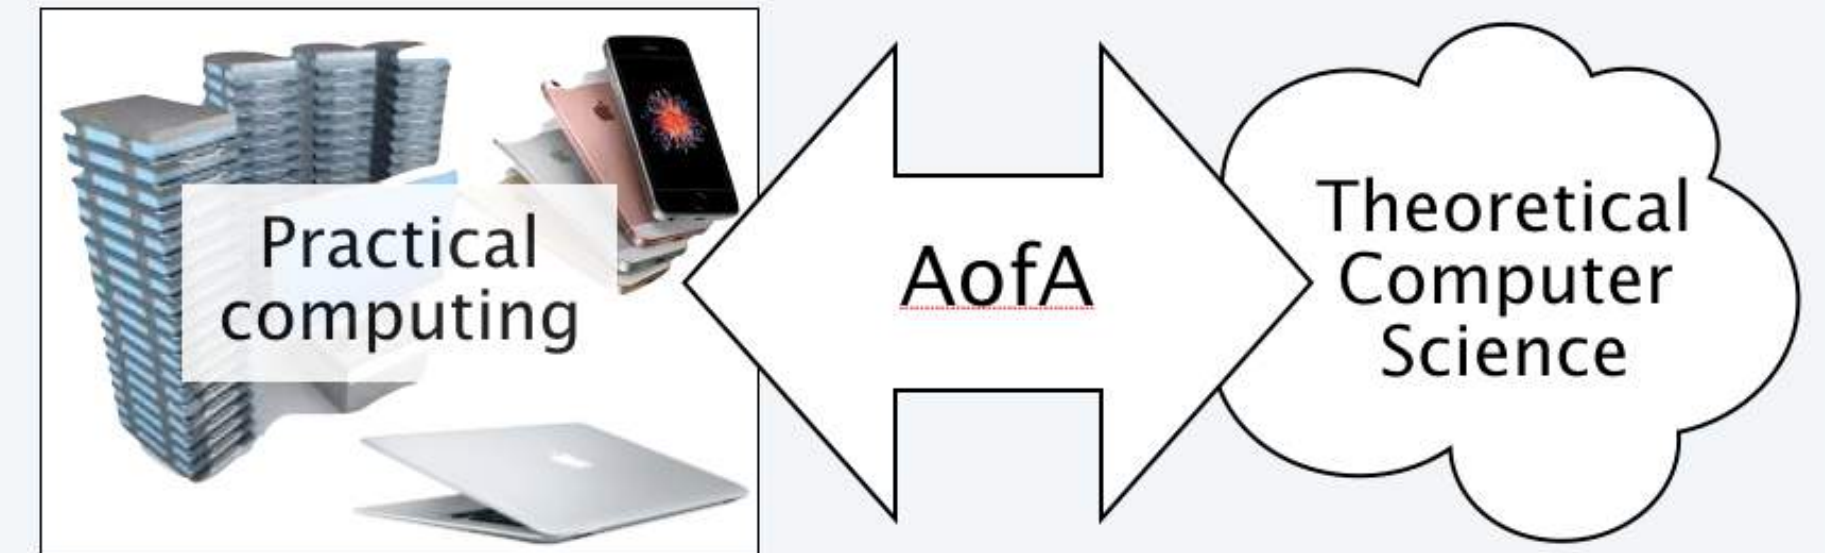 Practical
computing
AofA
Theoretical
Computer
Science